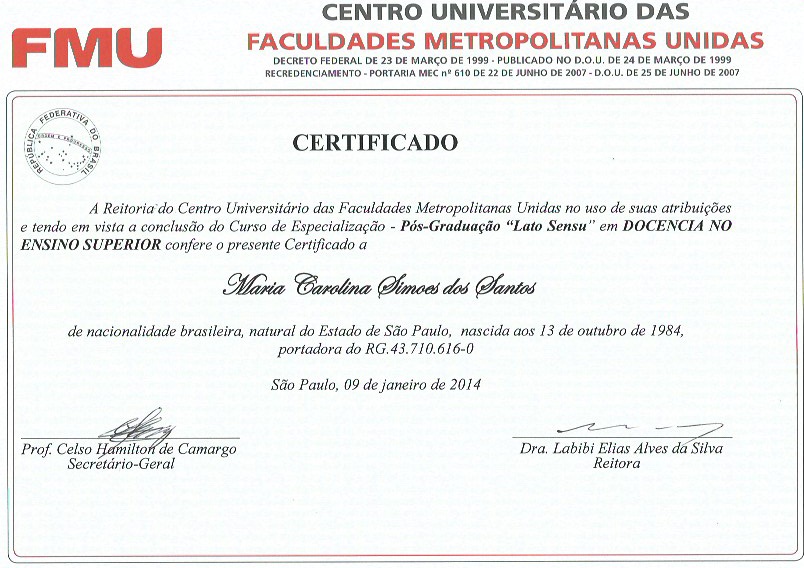 FMU
CENTRO UNIVERSITÁRIO DAS
FACULDADES METROPOLITANAS UNIDAS
DECRETO FEDERAL DE 23 DE MARÇO DE 1999 - PUBLICADO NO D.O.U. DE 24 DE MARÇO DE 1999
RECREDENCIAMENTO - PORTARIA MEC nº 610 DE 22 DE JUNHO DE 2007 - D.O.U. DE 25 DE JUNHO DE 2007
REPÚBLICA FEDERATIVA DO BRASIL
ORDEM E PROGRESSO
CERTIFICADO
A Reitoria do Centro Universitário das Faculdades Metropolitanas Unidas no uso de suas atribuições
e tendo em vista a conclusão do Curso de Especialização - Pós-Graduação “Lato Sensu” em DOCENCIA NO
ENSINO SUPERIOR confere o presente Certificado a
Maria Carolina Simoes dos Santos
de nacionalidade brasileira, natural do Estado de São Paulo, nascida aos 13 de outubro de 1984,
portadora do RG.43.710.616-0
São Paulo, 09 de janeiro de 2014
Prof. Celso Hamilton de Camargo
Secretário-Geral
Dra. Labibi Elias Alves da Silva
Reitora